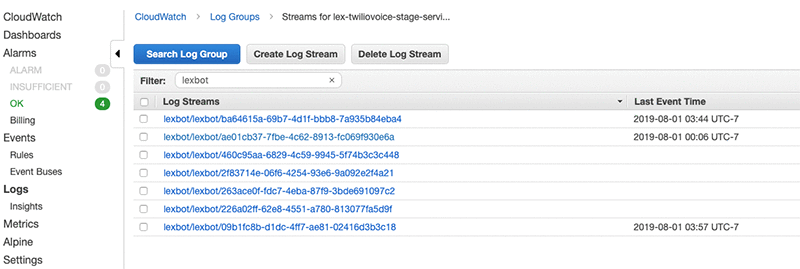 CloudWatch
Dashboards
Alarms
ALARM 0
INSUFFICIENT 0
OK 4
Billing
Events
Rules
Event Buses
Logs
Insights
Metrics
Alpine
Settings
CloudWatch Log Groups Streams for lex-twiliovoice-stage-servi...
Search Log Group Create Log Stream Delete Log Stream
Filter: lexbot ×
Log Streams Last Event Time
lexbot/lexbot/ba64615a-69b7-4d1f-bbb8-7a935b84eba4 2019-08-01 03:44 UTC-7
lexbot/lexbot/ae01cb37-7fbe-4c62-8913-fc069f930e6a 2019-08-01 00:06 UTC-7
lexbot/lexbot/460c95aa-6829-4c59-9945-5f74b3c3c448
lexbot/lexbot/2f83714e-06f6-4254-93e6-9a092e2f4a21
lexbot/lexbot/263ace0f-fdc7-4eba-87f9-3bde691097c2
lexbot/lexbot/226a02ff-62e8-4551-a780-813077fa5d9f
lexbot/lexbot/09b1fc8b-d1dc-4ff7-ae81-02416d3b3c18 2019-08-01 03:57 UTC-7